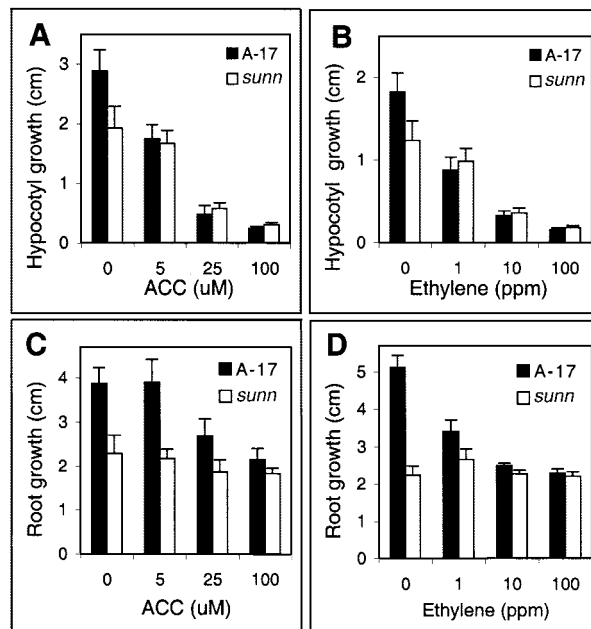 A
A-17
sunn
Hypocotyl growth (cm)
3
2
1
0
0 5 25 100
ACC (uM)
B
A-17
sunn
Hypocotyl growth (cm)
2
1
0
0 1 10 100
Ethylene (ppm)
C
A-17
sunn
Root growth (cm)
4
3
2
1
0
0 5 25 100
ACC (uM)
D
A-17
sunn
Root growth (cm)
5
4
3
2
1
0
0 1 10 100
Ethylene (ppm)